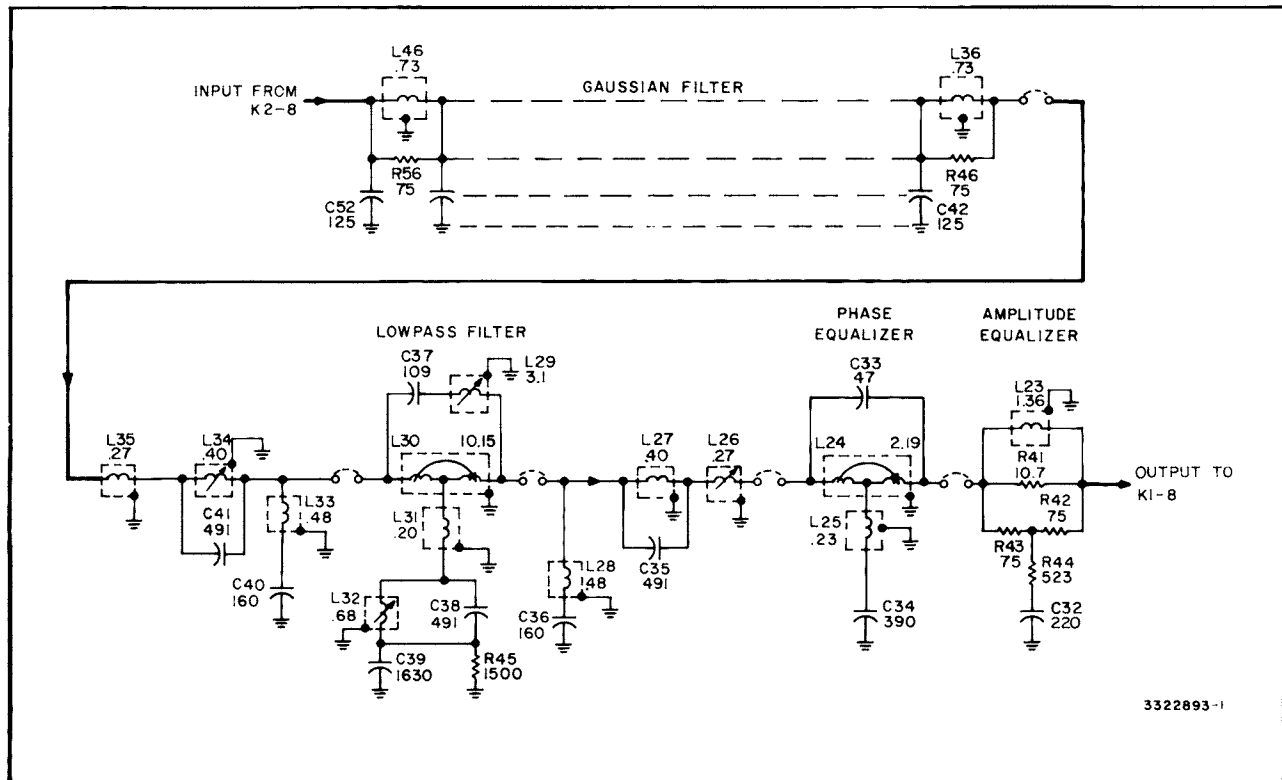 L46
.73
L36
.73
INPUT FROM
K2-8
GAUSSIAN FILTER
R56
75
R46
75
C52
125
C42
125
LOWPASS FILTER
PHASE
EQUALIZER
AMPLITUDE
EQUALIZER
C37
109
L29
3.1
C33
47
L23
1.36
L35
.27
L34
.40
L30
10.15
L27
.40
L26
.27
L24
2.19
R41
10.7
OUTPUT TO
K1-8
C41
491
L33
.48
L31
.20
C35
491
L25
.23
R42
75
R43
75
R44
523
C40
160
L32
.68
C38
491
L28
.48
C36
160
C34
390
C32
220
C39
1630
R45
1500
3322893-1